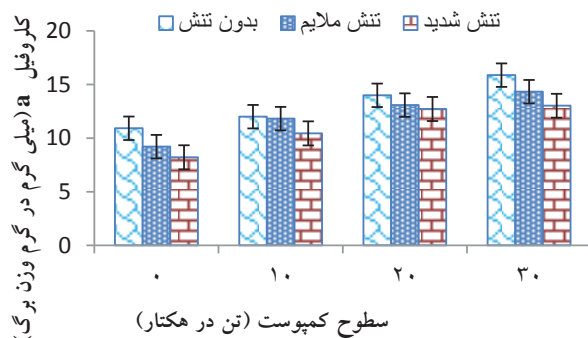 بدون تنش تنش ملایم تنش شدید
کلروفیل a (میلی گرم در گرم وزن برگ)
20
15
10
5
0
۰ ۱۰ ۲۰ ۳۰
سطوح کمپوست (تن در هکتار)